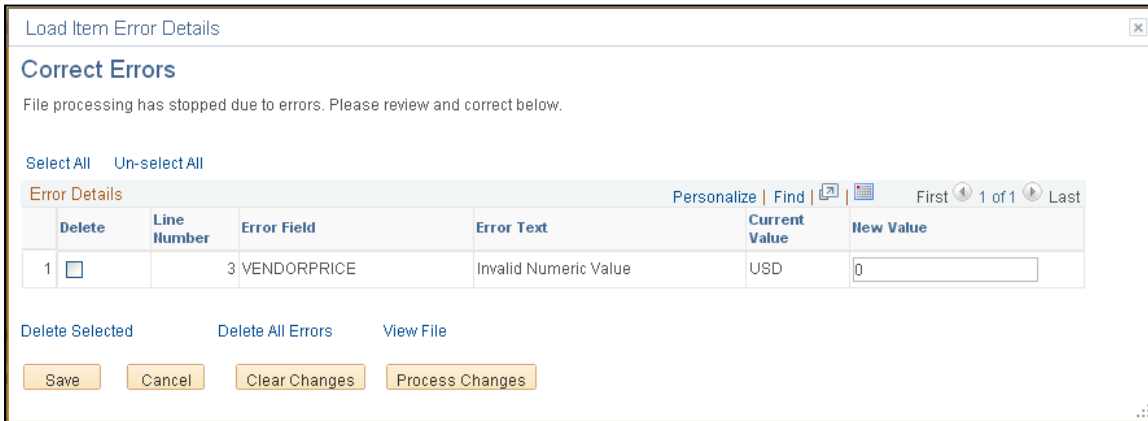 Load Item Error Details
Correct Errors
File processing has stopped due to errors. Please review and correct below.
Select All Un-select All
Error Details Personalize | Find | | First 1 of 1 Last
Delete Line Number Error Field Error Text Current Value New Value
1 3 VENDORPRICE Invalid Numeric Value USD 0
Delete Selected Delete All Errors View File
Save Cancel Clear Changes Process Changes